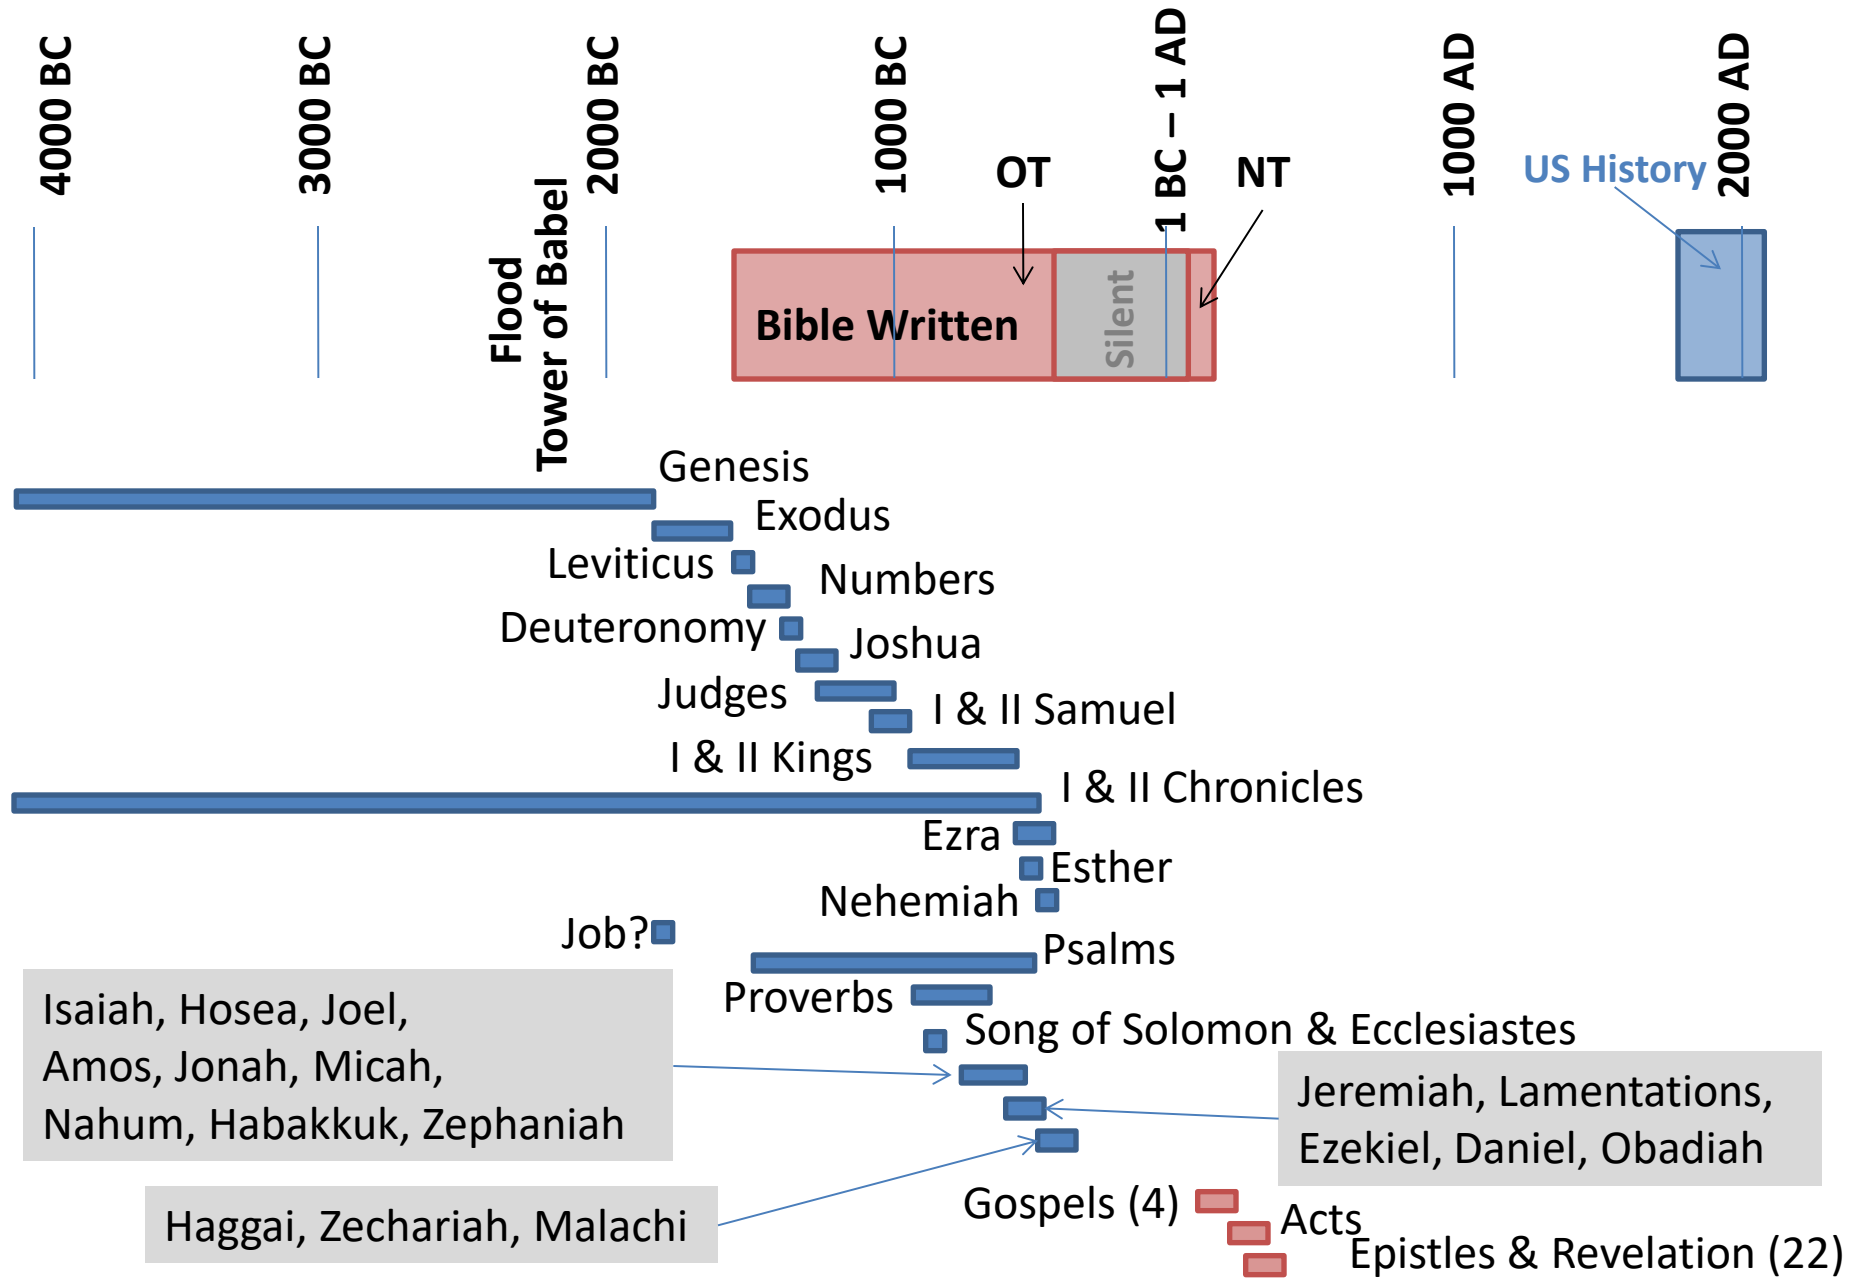 4000 BC
3000 BC
2000 BC
1000 BC
1 BC – 1 AD
1000 AD
2000 AD
OT
NT
US History
Flood
Tower of Babel
Bible Written
Silent
Genesis
Exodus
Leviticus
Numbers
Deuteronomy
Joshua
Judges
I & II Samuel
I & II Kings
I & II Chronicles
Ezra
Esther
Nehemiah
Job?
Psalms
Proverbs
Song of Solomon & Ecclesiastes
Isaiah, Hosea, Joel,
Amos, Jonah, Micah,
Nahum, Habakkuk, Zephaniah
Jeremiah, Lamentations,
Ezekiel, Daniel, Obadiah
Haggai, Zechariah, Malachi
Gospels (4)
Acts
Epistles & Revelation (22)